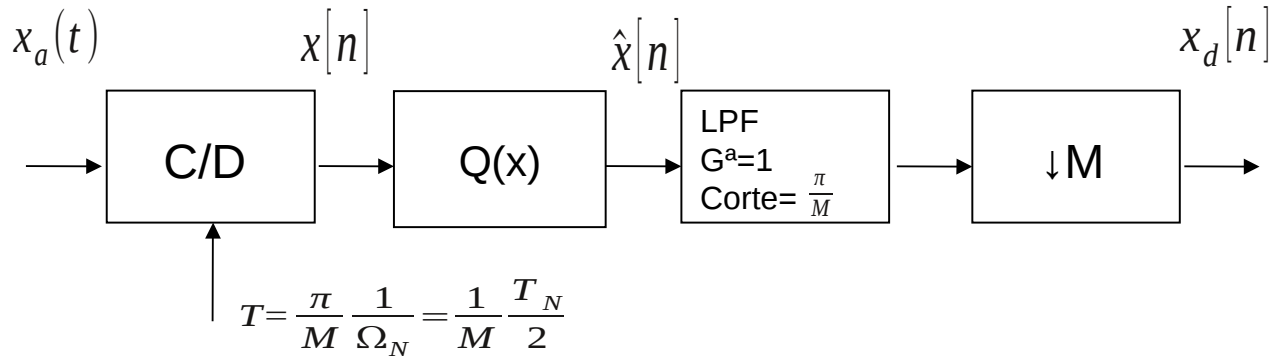 x_a(t) x[n] x̂[n] x_d[n]
C/D
Q(x)
LPF
Gª=1
Corte= π/M
↓M
T= π/M 1/Ω_N = 1/M T_N/2